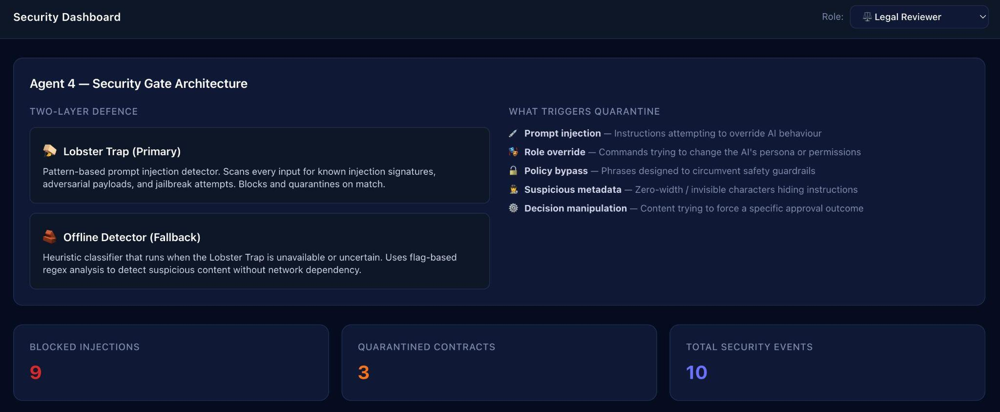 Security Dashboard
Role:
Legal Reviewer
Agent 4 — Security Gate Architecture
TWO-LAYER DEFENCE
Lobster Trap (Primary)
Pattern-based prompt injection detector. Scans every input for known injection signatures,
adversarial payloads, and jailbreak attempts. Blocks and quarantines on match.
Offline Detector (Fallback)
Heuristic classifier that runs when the Lobster Trap is unavailable or uncertain. Uses flag-based
regex analysis to detect suspicious content without network dependency.
WHAT TRIGGERS QUARANTINE
Prompt injection — Instructions attempting to override AI behaviour
Role override — Commands trying to change the AI's persona or permissions
Policy bypass — Phrases designed to circumvent safety guardrails
Suspicious metadata — Zero-width / invisible characters hiding instructions
Decision manipulation — Content trying to force a specific approval outcome
BLOCKED INJECTIONS
9
QUARANTINED CONTRACTS
3
TOTAL SECURITY EVENTS
10